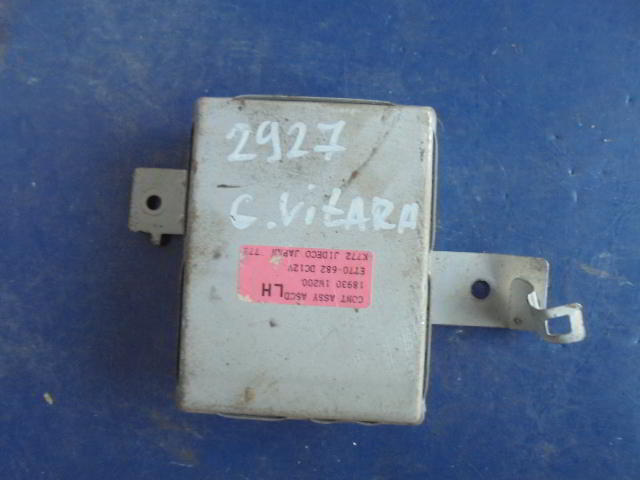 2927
G. ViTARA
CONT ASSY ASCD
18930 1W200
LH
ET70-682 DC12V
K772 JIDECO JAPAN